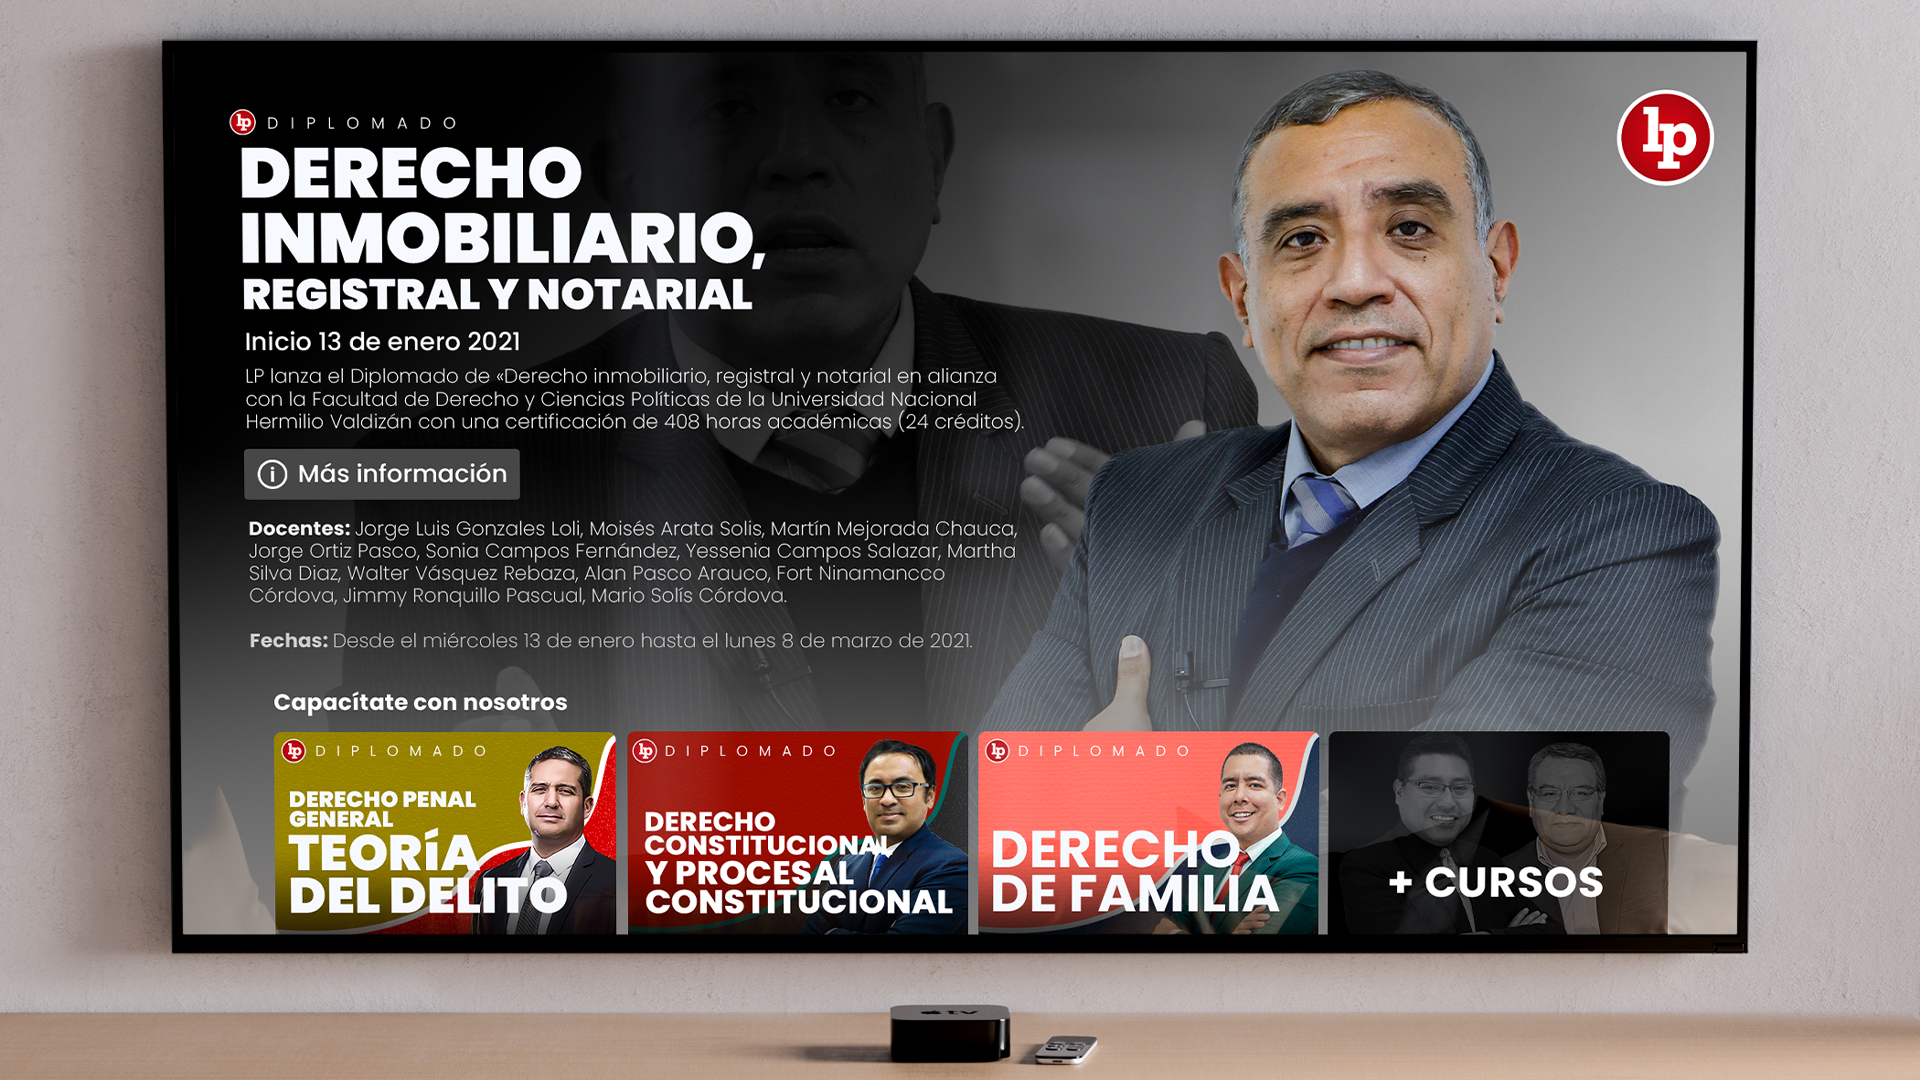 lp DIPLOMADO
DERECHO
INMOBILIARIO,
REGISTRAL Y NOTARIAL
Inicio 13 de enero 2021
LP lanza el Diplomado de «Derecho inmobiliario, registral y notarial en alianza
con la Facultad de Derecho y Ciencias Políticas de la Universidad Nacional
Hermilio Valdizán con una certificación de 408 horas académicas (24 créditos).
i Más información
Docentes: Jorge Luis Gonzales Loli, Moisés Arata Solis, Martín Mejorada Chauca,
Jorge Ortiz Pasco, Sonia Campos Fernández, Yessenia Campos Salazar, Martha
Silva Diaz, Walter Vásquez Rebaza, Alan Pasco Arauco, Fort Ninamancco
Córdova, Jimmy Ronquillo Pascual, Mario Solís Córdova.
Fechas: Desde el miércoles 13 de enero hasta el lunes 8 de marzo de 2021.
lp
Capacítate con nosotros
lp DIPLOMADO
DERECHO PENAL
GENERAL
TEORÍA
DEL DELITO
lp DIPLOMADO
DERECHO
CONSTITUCIONAL
Y PROCESAL
CONSTITUCIONAL
lp DIPLOMADO
DERECHO
DE FAMILIA
+ CURSOS
tv